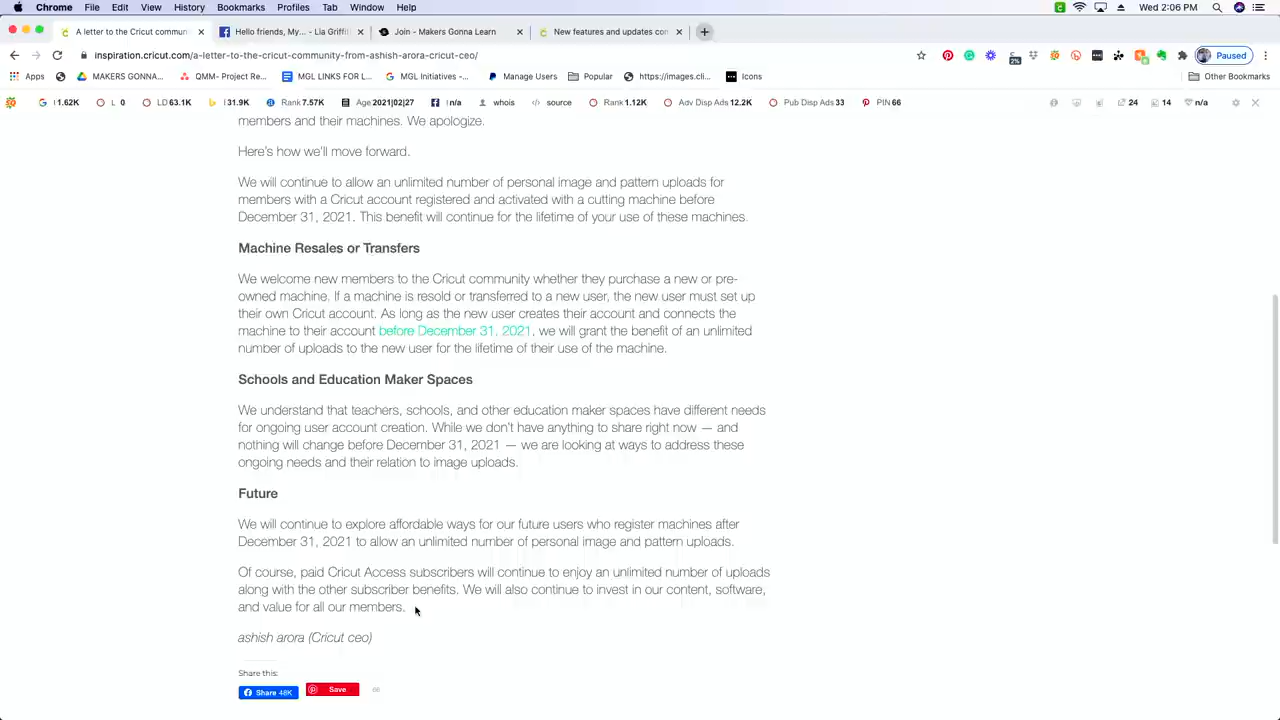 Chrome File Edit View History Bookmarks Profiles Tab Window Help Wed 2:06 PM
A letter to the Cricut commun Hello friends, My... - Lia Griffi Join - Makers Gonna Learn New features and updates con
inspiration.cricut.com/a-letter-to-the-cricut-community-from-ashish-arora-cricut-ceo/ 2% Paused
Apps MAKERS GONNA... QMM- Project Re... MGL LINKS FOR L... MGL Initiatives -... Manage Users Popular https://images.cli... Icons Other Bookmarks
1.62K L 0 LD 63.1K 31.9K Rank 7.57K Age 2021|02|27 n/a whois source Rank 1.12K Adv Disp Ads 12.2K Pub Disp Ads 33 PIN 66 24 14 n/a
members and their machines. We apologize.
Here's how we'll move forward.
We will continue to allow an unlimited number of personal image and pattern uploads for
members with a Cricut account registered and activated with a cutting machine before
December 31, 2021. This benefit will continue for the lifetime of your use of these machines.
Machine Resales or Transfers
We welcome new members to the Cricut community whether they purchase a new or pre-
owned machine. If a machine is resold or transferred to a new user, the new user must set up
their own Cricut account. As long as the new user creates their account and connects the
machine to their account before December 31, 2021, we will grant the benefit of an unlimited
number of uploads to the new user for the lifetime of their use of the machine.
Schools and Education Maker Spaces
We understand that teachers, schools, and other education maker spaces have different needs
for ongoing user account creation. While we don't have anything to share right now — and
nothing will change before December 31, 2021 — we are looking at ways to address these
ongoing needs and their relation to image uploads.
Future
We will continue to explore affordable ways for our future users who register machines after
December 31, 2021 to allow an unlimited number of personal image and pattern uploads.
Of course, paid Cricut Access subscribers will continue to enjoy an unlimited number of uploads
along with the other subscriber benefits. We will also continue to invest in our content, software,
and value for all our members.
ashish arora (Cricut ceo)
Share this:
Share 48K Save